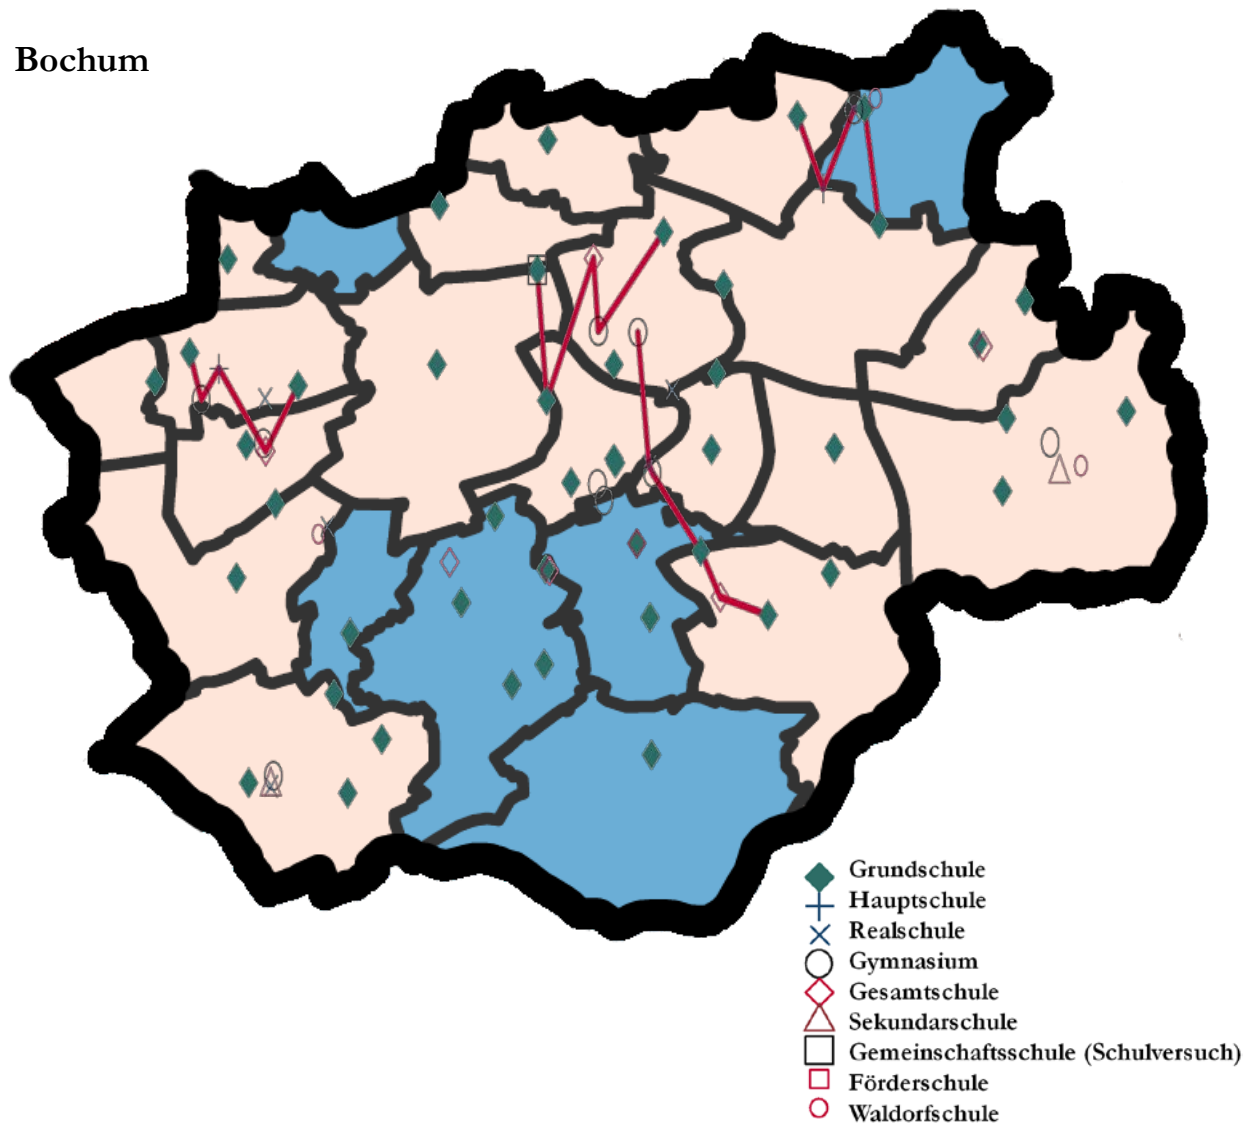 Bochum
Grundschule
Hauptschule
Realschule
Gymnasium
Gesamtschule
Sekundarschule
Gemeinschaftsschule (Schulversuch)
Förderschule
Waldorfschule